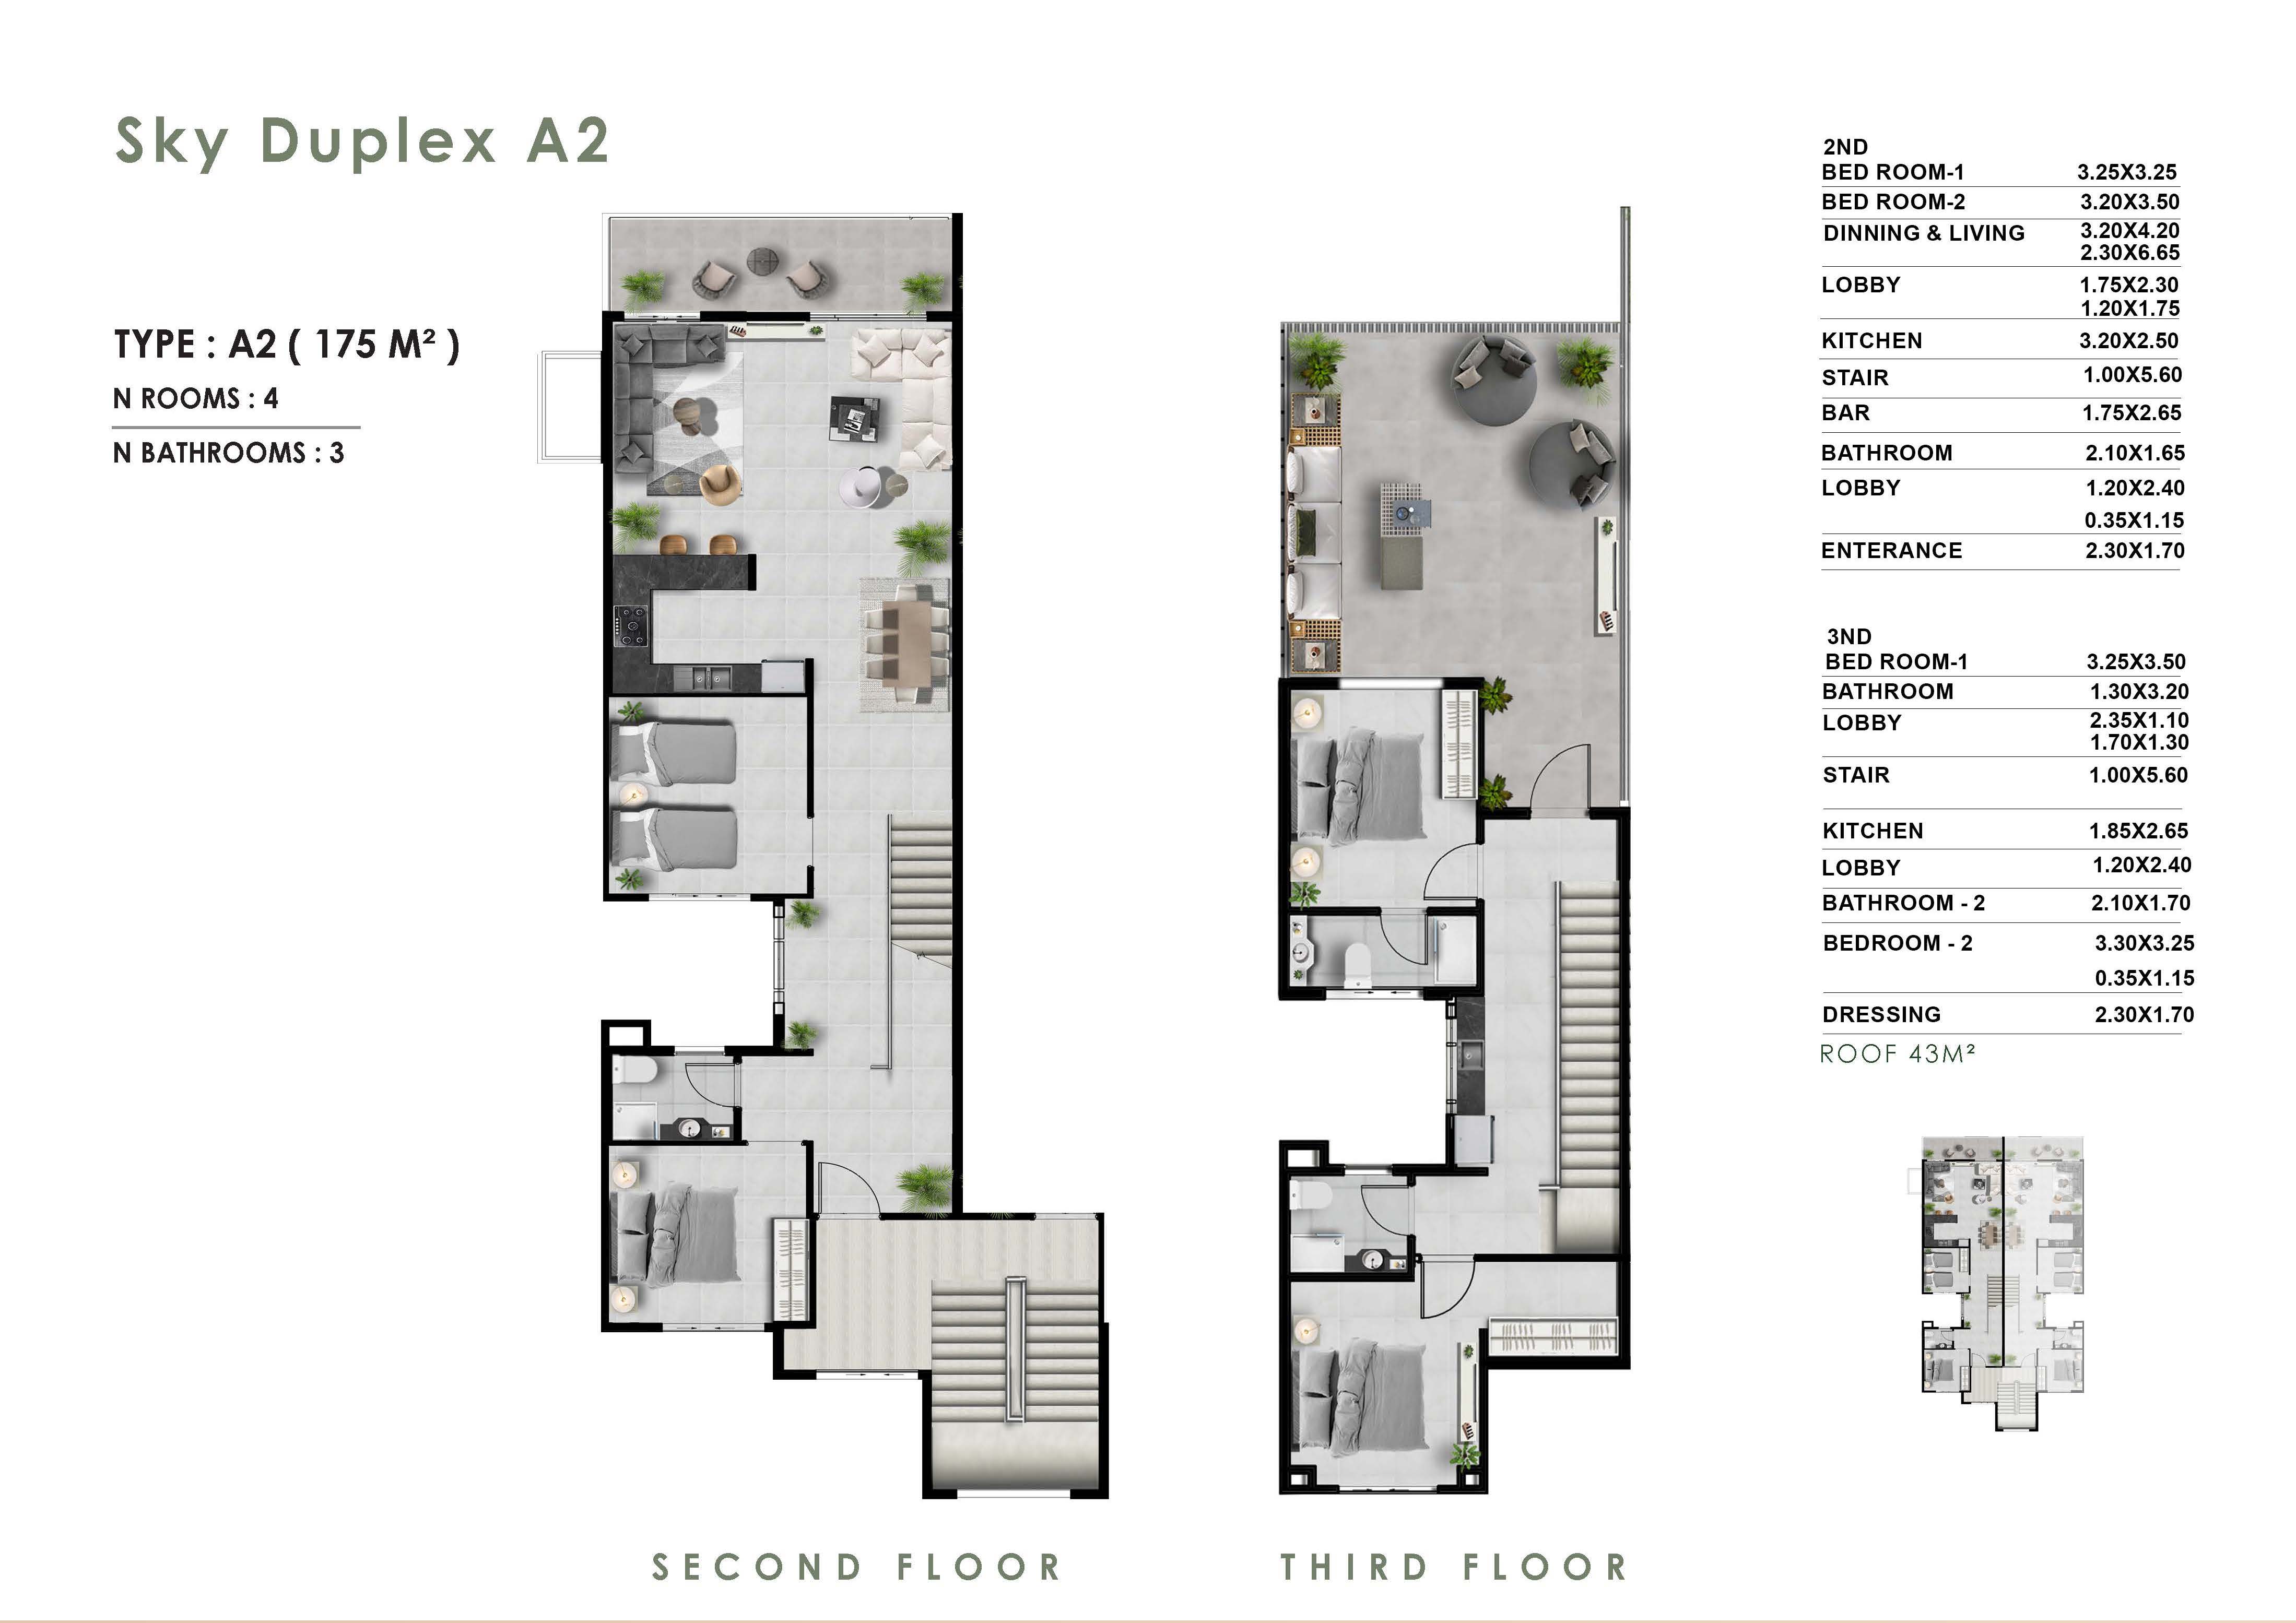 Sky Duplex A2
TYPE : A2 ( 175 M² )
N ROOMS : 4
N BATHROOMS : 3
2ND
BED ROOM-1 3.25X3.25
BED ROOM-2 3.20X3.50
DINNING & LIVING 3.20X4.20
2.30X6.65
LOBBY 1.75X2.30
1.20X1.75
KITCHEN 3.20X2.50
STAIR 1.00X5.60
BAR 1.75X2.65
BATHROOM 2.10X1.65
LOBBY 1.20X2.40
0.35X1.15
ENTERANCE 2.30X1.70
3ND
BED ROOM-1 3.25X3.50
BATHROOM 1.30X3.20
LOBBY 2.35X1.10
1.70X1.30
STAIR 1.00X5.60
KITCHEN 1.85X2.65
LOBBY 1.20X2.40
BATHROOM - 2 2.10X1.70
BEDROOM - 2 3.30X3.25
0.35X1.15
DRESSING 2.30X1.70
ROOF 43M²
SECOND FLOOR
THIRD FLOOR